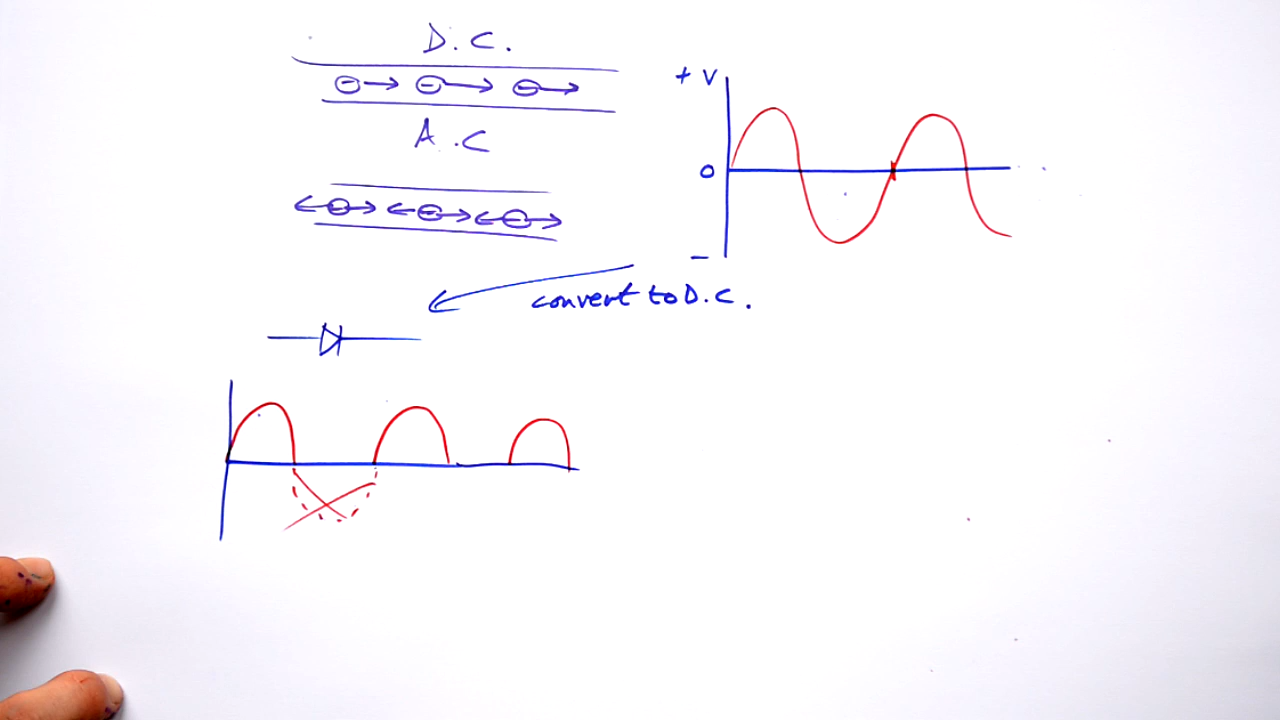 D.C.
A.C
+ V
0
−
convert to D.C.